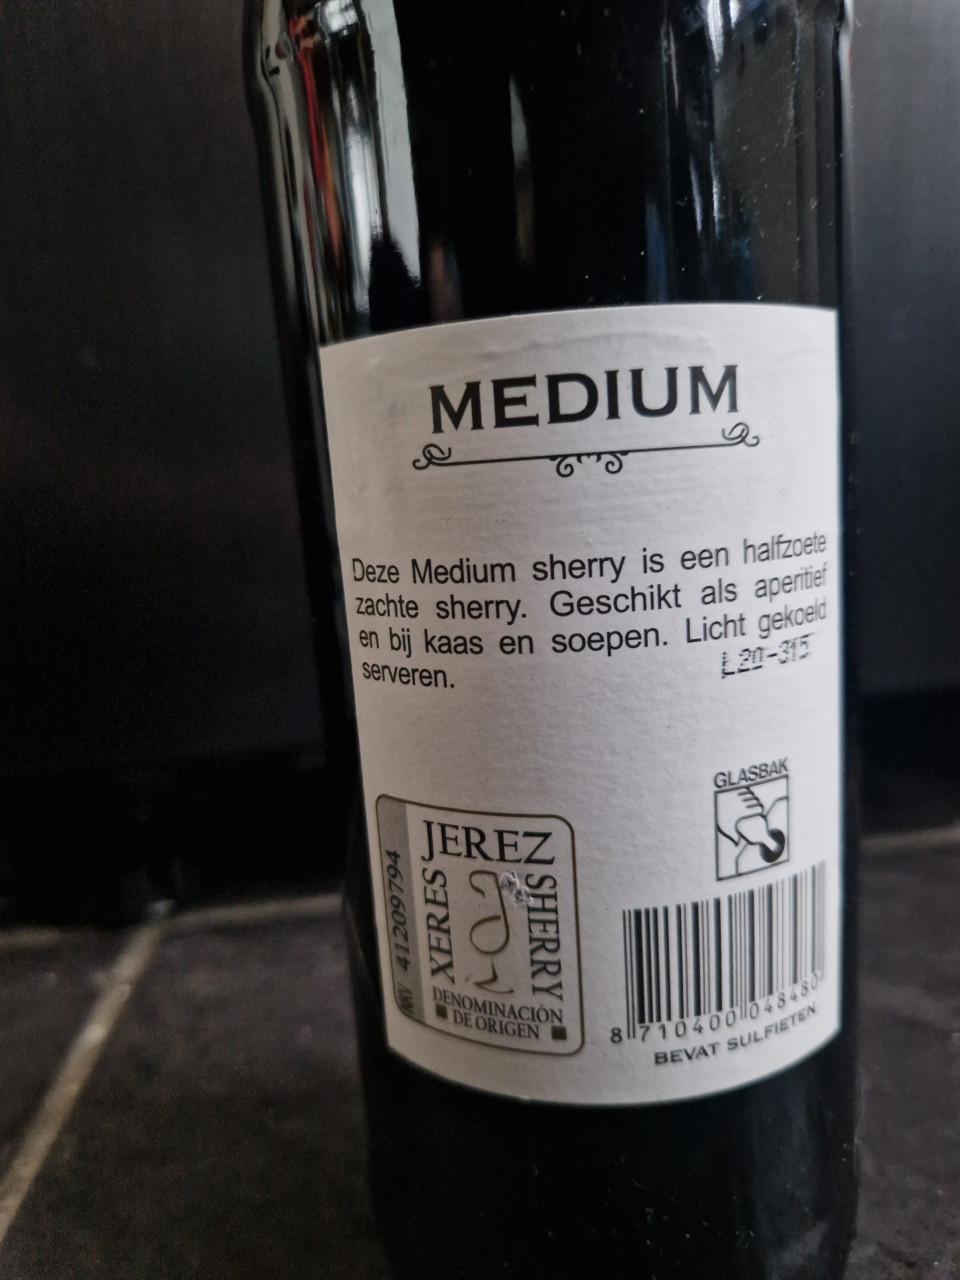 MEDIUM
Deze Medium sherry is een halfzoete
zachte sherry. Geschikt als aperitief
en bij kaas en soepen. Licht gekoeld
serveren.
L20-315
GLASBAK
JEREZ
XERES
SHERRY
DENOMINACIÓN
DE ORIGEN
41209794
8 710400 048480
BEVAT SULFIETEN